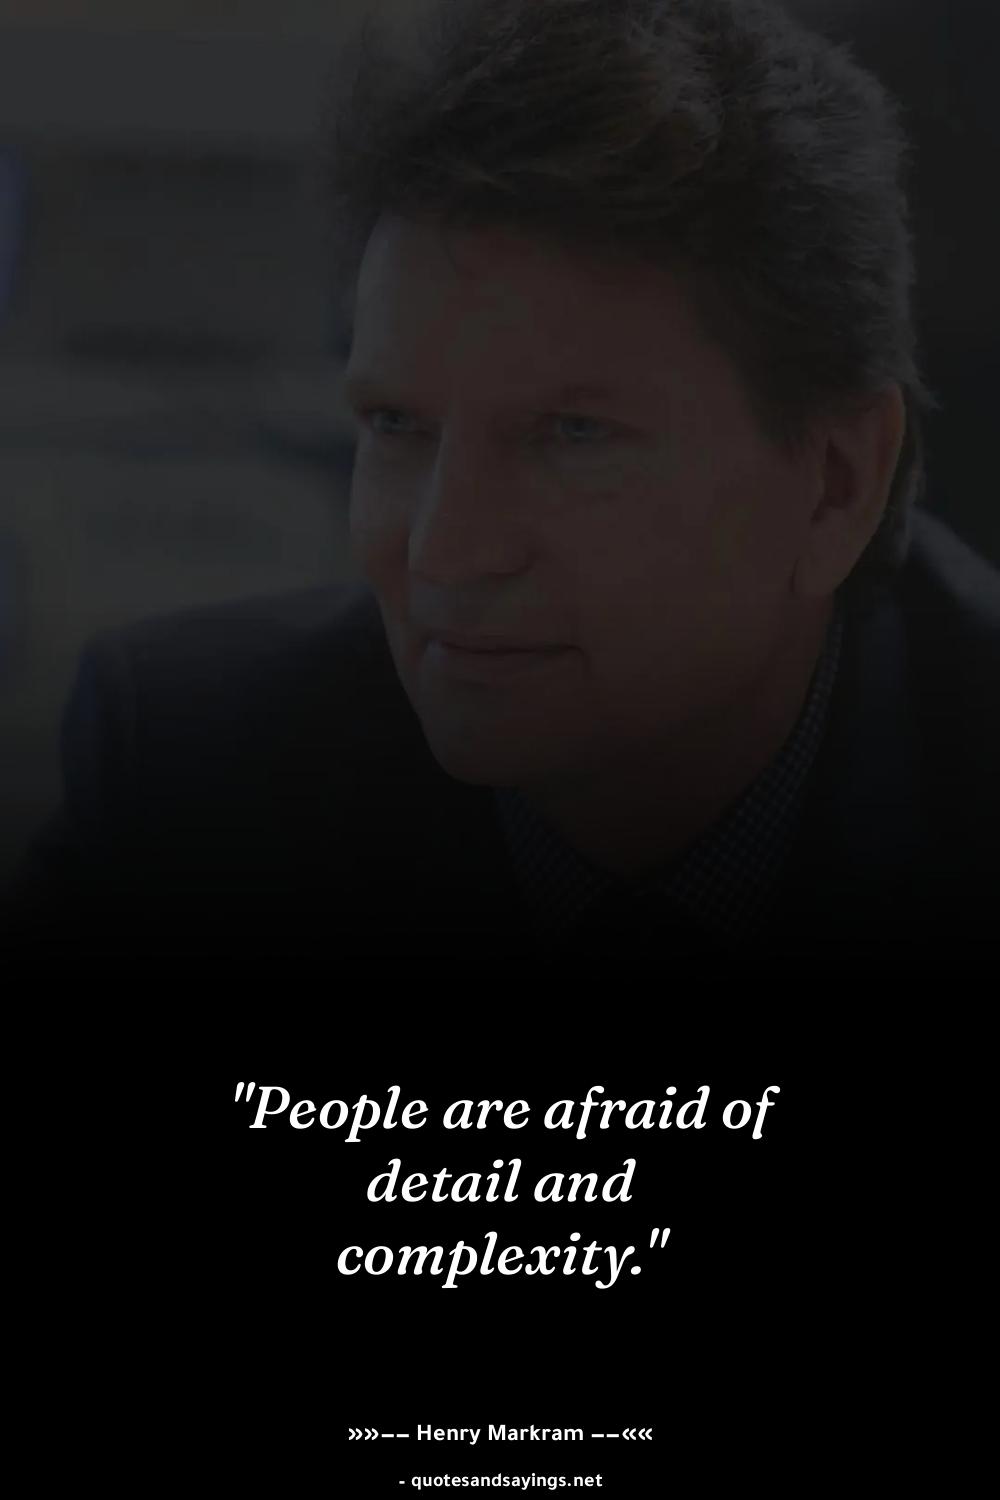 "People are afraid of
detail and
complexity."
»»–– Henry Markram ––««
- quotesandsayings.net